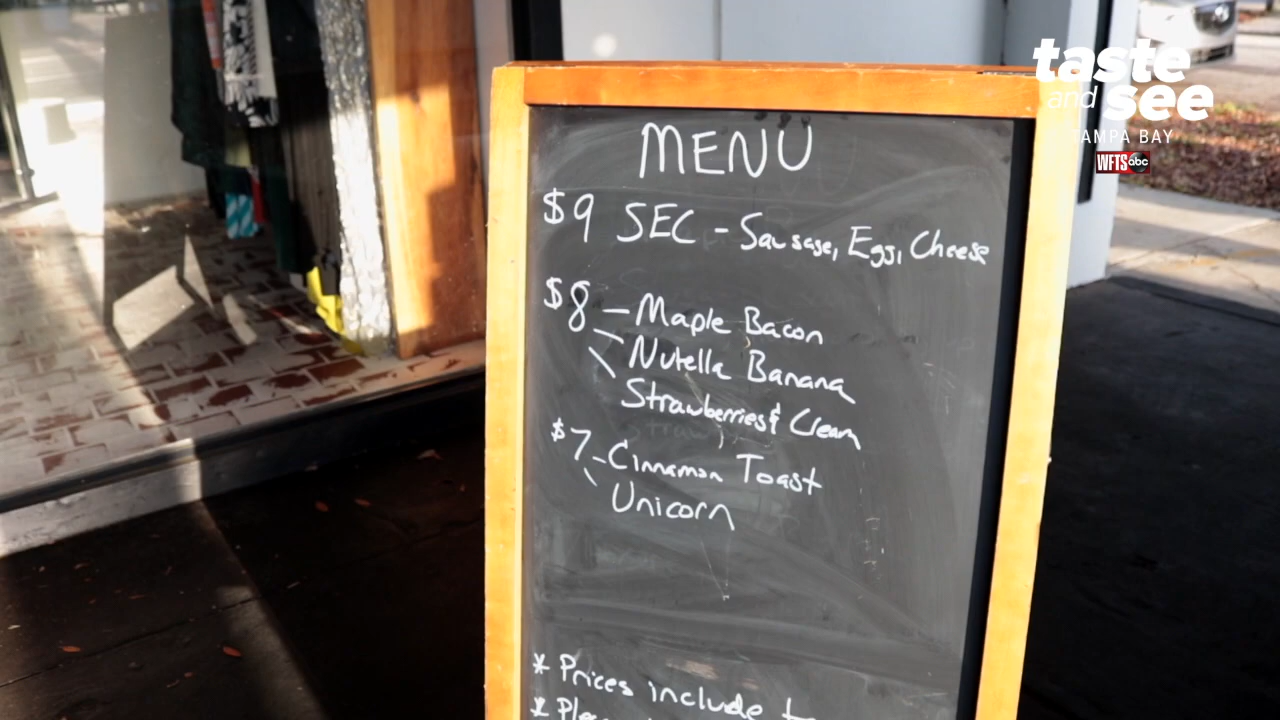 taste
and see
TAMPA BAY
WFTS abc
MENU
$9 SEC - Sausage, Egg, Cheese
$8 - Maple Bacon
Nutella Banana
Strawberries & Cream
$7 - Cinnamon Toast
Unicorn
* Prices include
*